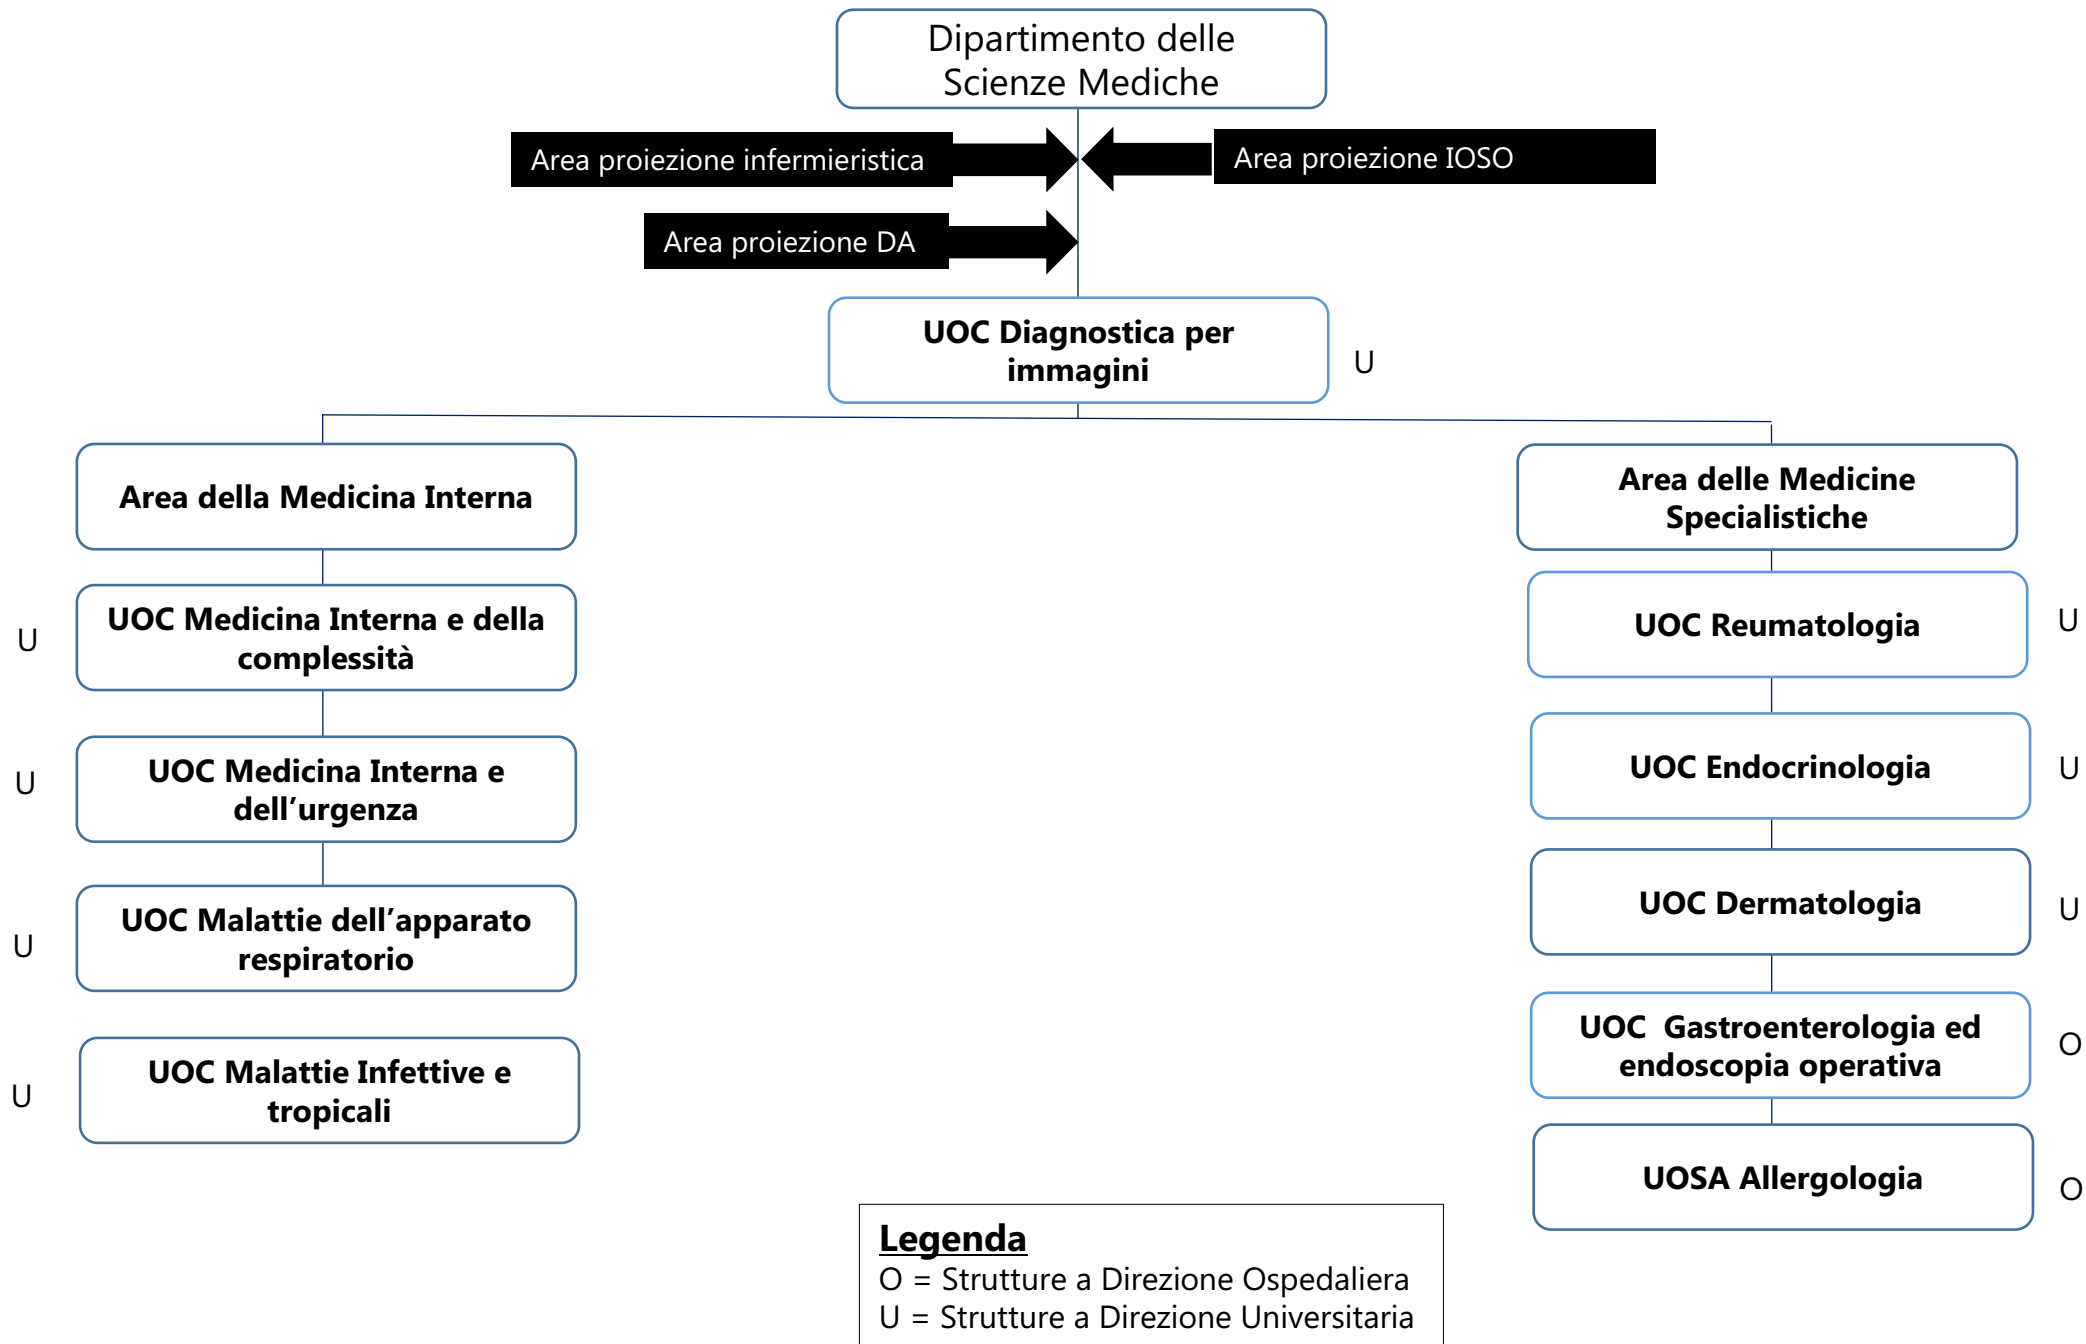 Dipartimento delle
Scienze Mediche
Area proiezione infermieristica
Area proiezione IOSO
Area proiezione DA
UOC Diagnostica per
immagini
U
Area della Medicina Interna
UOC Medicina Interna e della
complessità
U
UOC Medicina Interna e
dell’urgenza
U
UOC Malattie dell’apparato
respiratorio
U
UOC Malattie Infettive e
tropicali
U
Area delle Medicine
Specialistiche
UOC Reumatologia
U
UOC Endocrinologia
U
UOC Dermatologia
U
UOC  Gastroenterologia ed
endoscopia operativa
O
UOSA Allergologia
O
Legenda
O = Strutture a Direzione Ospedaliera
U = Strutture a Direzione Universitaria